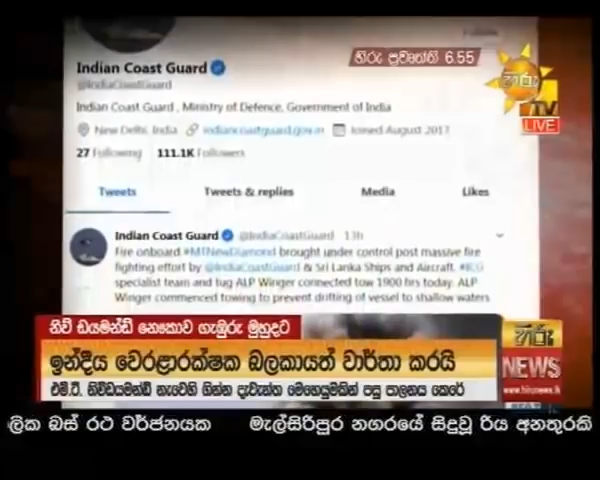 Indian Coast Guard
@IndiaCoastGuard
හිරු ප්‍රවෘත්ති 6.55
හිරු
TV
LIVE
Indian Coast Guard , Ministry of Defence, Government of India
New Delhi, India indiancoastguard.gov.in Joined August 2017
27 Following 111.1K Followers
Tweets Tweets & replies Media Likes
Indian Coast Guard @IndiaCoastGuard 13h
Fire onboard #MTNewDiamond brought under control post massive fire
fighting effort by @IndiaCoastGuard & Sri Lanka Ships and Aircraft. #ICG
specialist team and tug ALP Winger connected tow 1900 hrs today. ALP
Winger commenced towing to prevent drifting of vessel to shallow waters
නිව් ඩයමන්ඩ් නෞකාව ගැඹුරු මුහුදට
ඉන්දීය වෙරළාරක්ෂක බලකායත් වාර්තා කරයි
එම්.ටී. නිව්ඩයමන්ඩ් නැවෙහි ගින්න දැවැන්ත මෙහෙයුමකින් පසු පාලනය කෙරේ
හිරු
NEWS
www.hirunews.lk
ලික බස් රථ වර්ජනයක මැල්සිරිපුර නගරයේ සිදුවූ රිය අනතුරකි